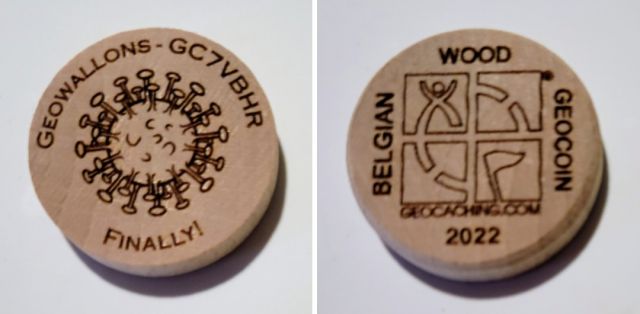 GEOWALLONS - GC7VBHR
FINALLY!
WOOD
BELGIAN
GEOCOIN
®
GEOCACHING.COM
2022